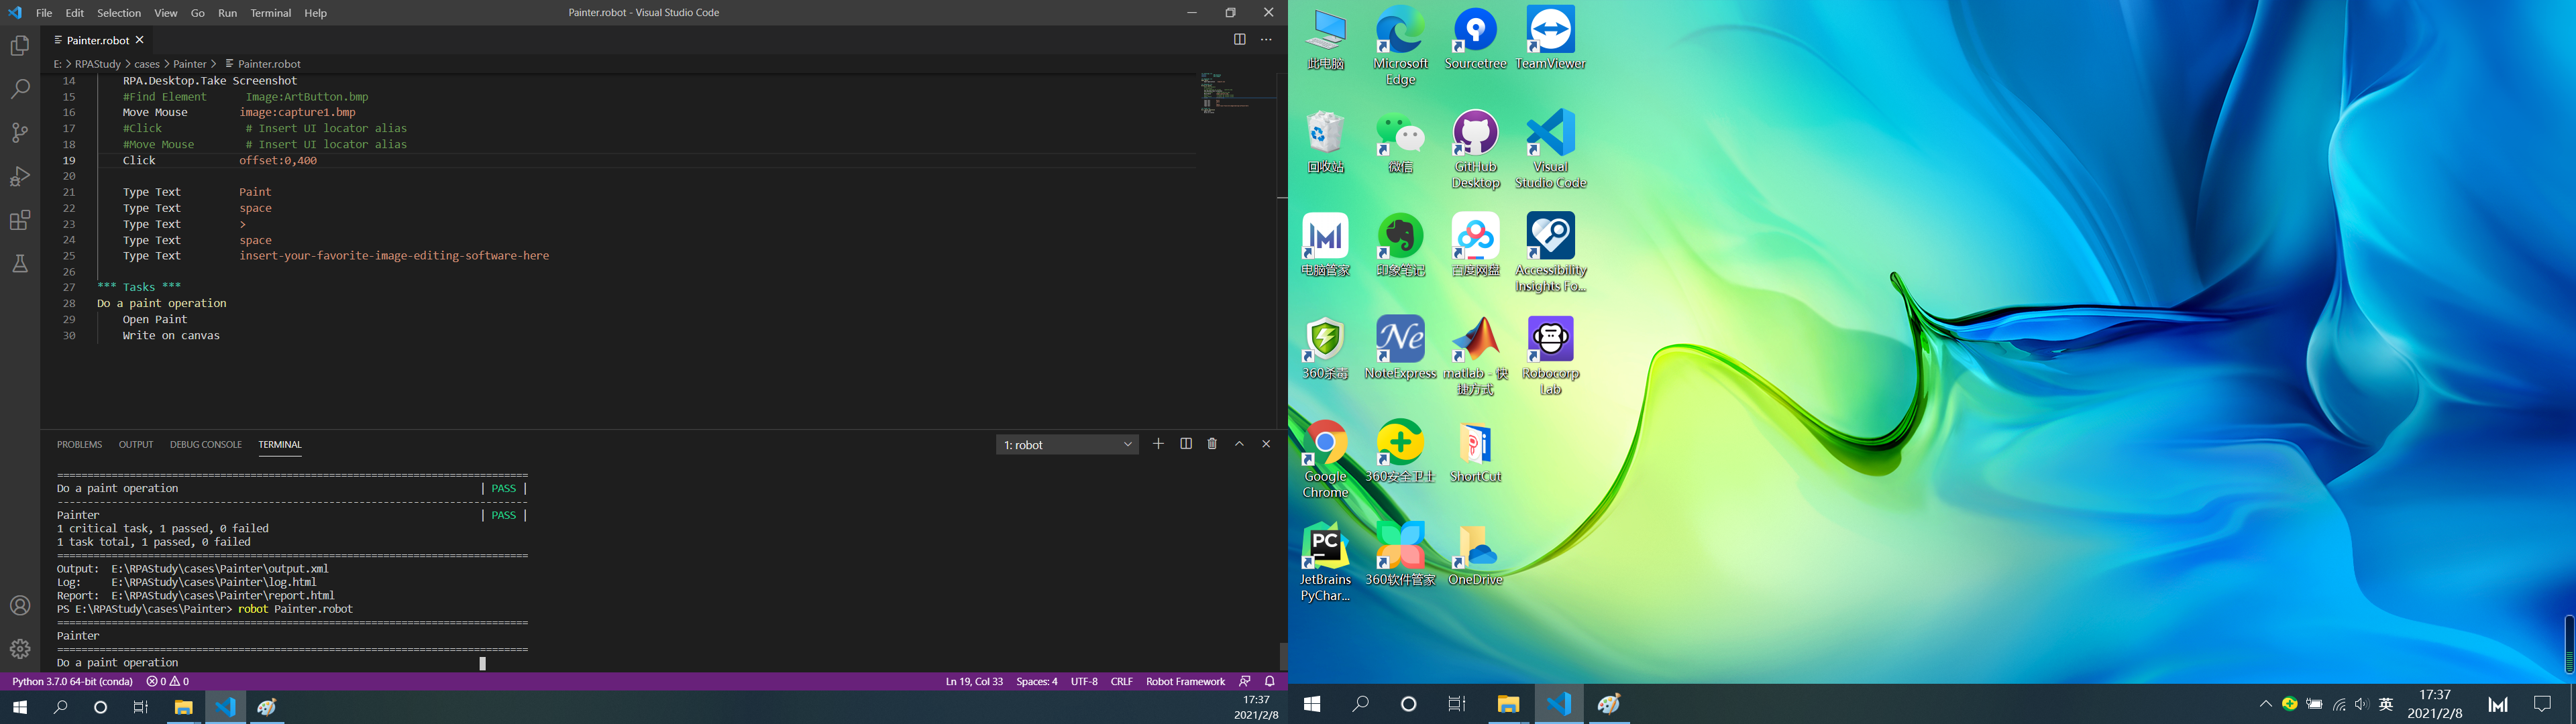 File Edit Selection View Go Run Terminal Help
Painter.robot - Visual Studio Code
Painter.robot
E: > RPAStudy > cases > Painter > Painter.robot
14 RPA.Desktop.Take Screenshot
15 #Find Element Image:ArtButton.bmp
16 Move Mouse image:capture1.bmp
17 #Click # Insert UI locator alias
18 #Move Mouse # Insert UI locator alias
19 Click offset:0,400
20
21 Type Text Paint
22 Type Text space
23 Type Text >
24 Type Text space
25 Type Text insert-your-favorite-image-editing-software-here
26
27 *** Tasks ***
28 Do a paint operation
29 Open Paint
30 Write on canvas
PROBLEMS OUTPUT DEBUG CONSOLE TERMINAL
1: robot
==============================================================================
Do a paint operation | PASS |
------------------------------------------------------------------------------
Painter | PASS |
1 critical task, 1 passed, 0 failed
1 task total, 1 passed, 0 failed
==============================================================================
Output: E:\RPAStudy\cases\Painter\output.xml
Log: E:\RPAStudy\cases\Painter\log.html
Report: E:\RPAStudy\cases\Painter\report.html
PS E:\RPAStudy\cases\Painter> robot Painter.robot
==============================================================================
Painter
==============================================================================
Do a paint operation
Python 3.7.0 64-bit (conda) 0 0
Ln 19, Col 33 Spaces: 4 UTF-8 CRLF Robot Framework
17:37
2021/2/8
此电脑 Microsoft Edge Sourcetree TeamViewer
回收站 微信 GitHub Desktop Visual Studio Code
电脑管家 印象笔记 百度网盘 Accessibility Insights Fo...
Ne
360杀毒 NoteExpress matlab - 快捷方式 Robocorp Lab
Google Chrome 360安全卫士 ShortCut
PC
JetBrains PyChar... 360软件管家 OneDrive
英
17:37
2021/2/8